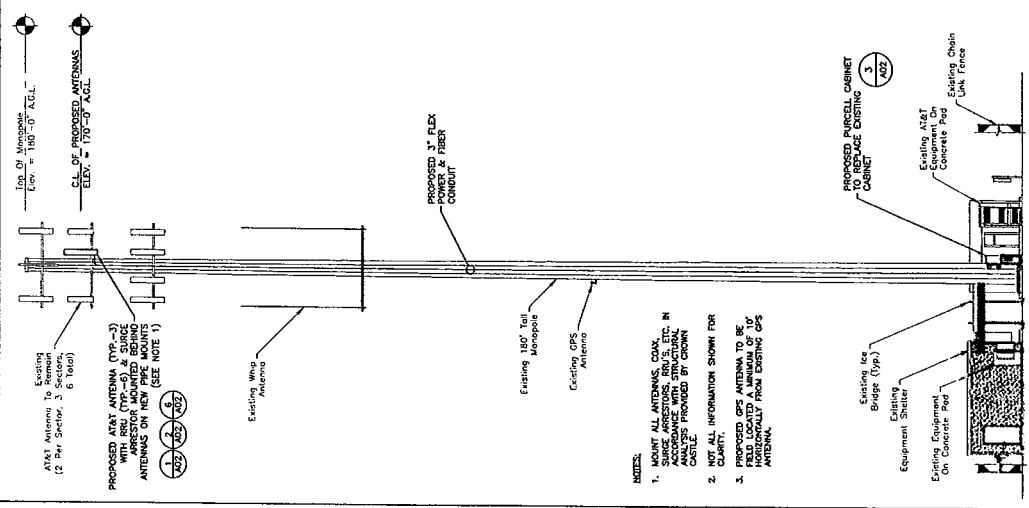 Top Of Monopole
Elev. = 180'-0" A.G.L.
C.L. OF PROPOSED ANTENNAS
ELEV. = 170'-0" A.G.L.
Existing
AT&T Antenna To Remain
(2 Per Sector, 3 Sectors,
6 Total)
PROPOSED AT&T ANTENNA (TYP.-3)
WITH RRU (TYP-6) & SURGE
ARRESTOR MOUNTED BEHIND
ANTENNAS ON NEW PIPE MOUNTS
(SEE NOTE 1)
1 2 6
A02 A02 A02
Existing Whip
Antenna
PROPOSED 3" FLEX
POWER & FIBER
CONDUIT
Existing 180' Tall
Monopole
Existing GPS
Antenna
NOTES:
1. MOUNT ALL ANTENNAS, COAX,
SURGE ARRESTORS, RRU'S, ETC. IN
ACCORDANCE WITH STRUCTURAL
ANALYSIS PROVIDED BY CROWN
CASTLE.
2. NOT ALL INFORMATION SHOWN FOR
CLARITY.
3. PROPOSED GPS ANTENNA TO BE
FIELD LOCATED A MINIMUM OF 10'
HORIZONTALLY FROM EXISTING GPS
ANTENNA.
PROPOSED PURCELL CABINET
TO REPLACE EXISTING
CABINET
3
A02
Existing Chain
Link Fence
Existing AT&T
Equipment On
Concrete Pad
Existing Ice
Bridge (Typ.)
Existing
Equipment Shelter
Existing Equipment
On Concrete Pad